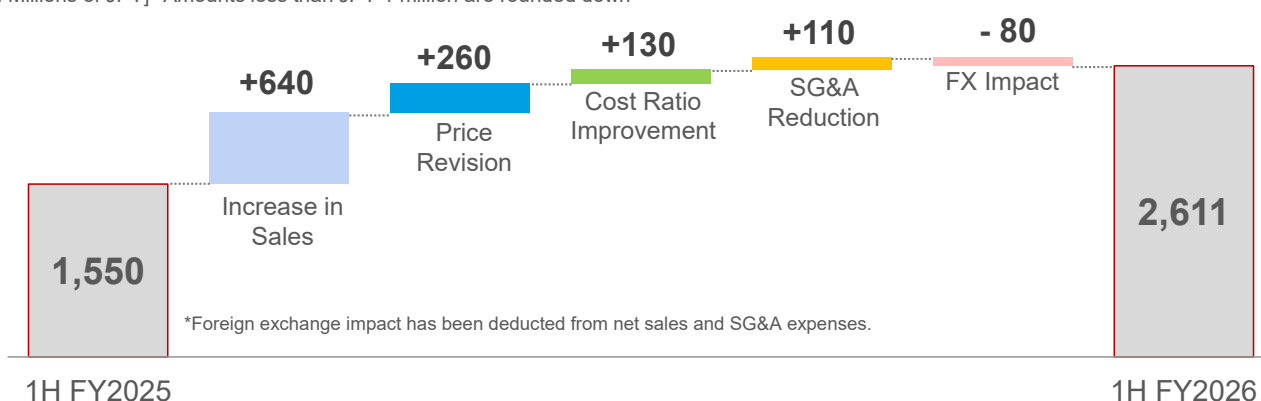 +640
+260
+130
+110
- 80
Increase in
Sales
Price
Revision
Cost Ratio
Improvement
SG&A
Reduction
FX Impact
1,550
2,611
*Foreign exchange impact has been deducted from net sales and SG&A expenses.
1H FY2025
1H FY2026